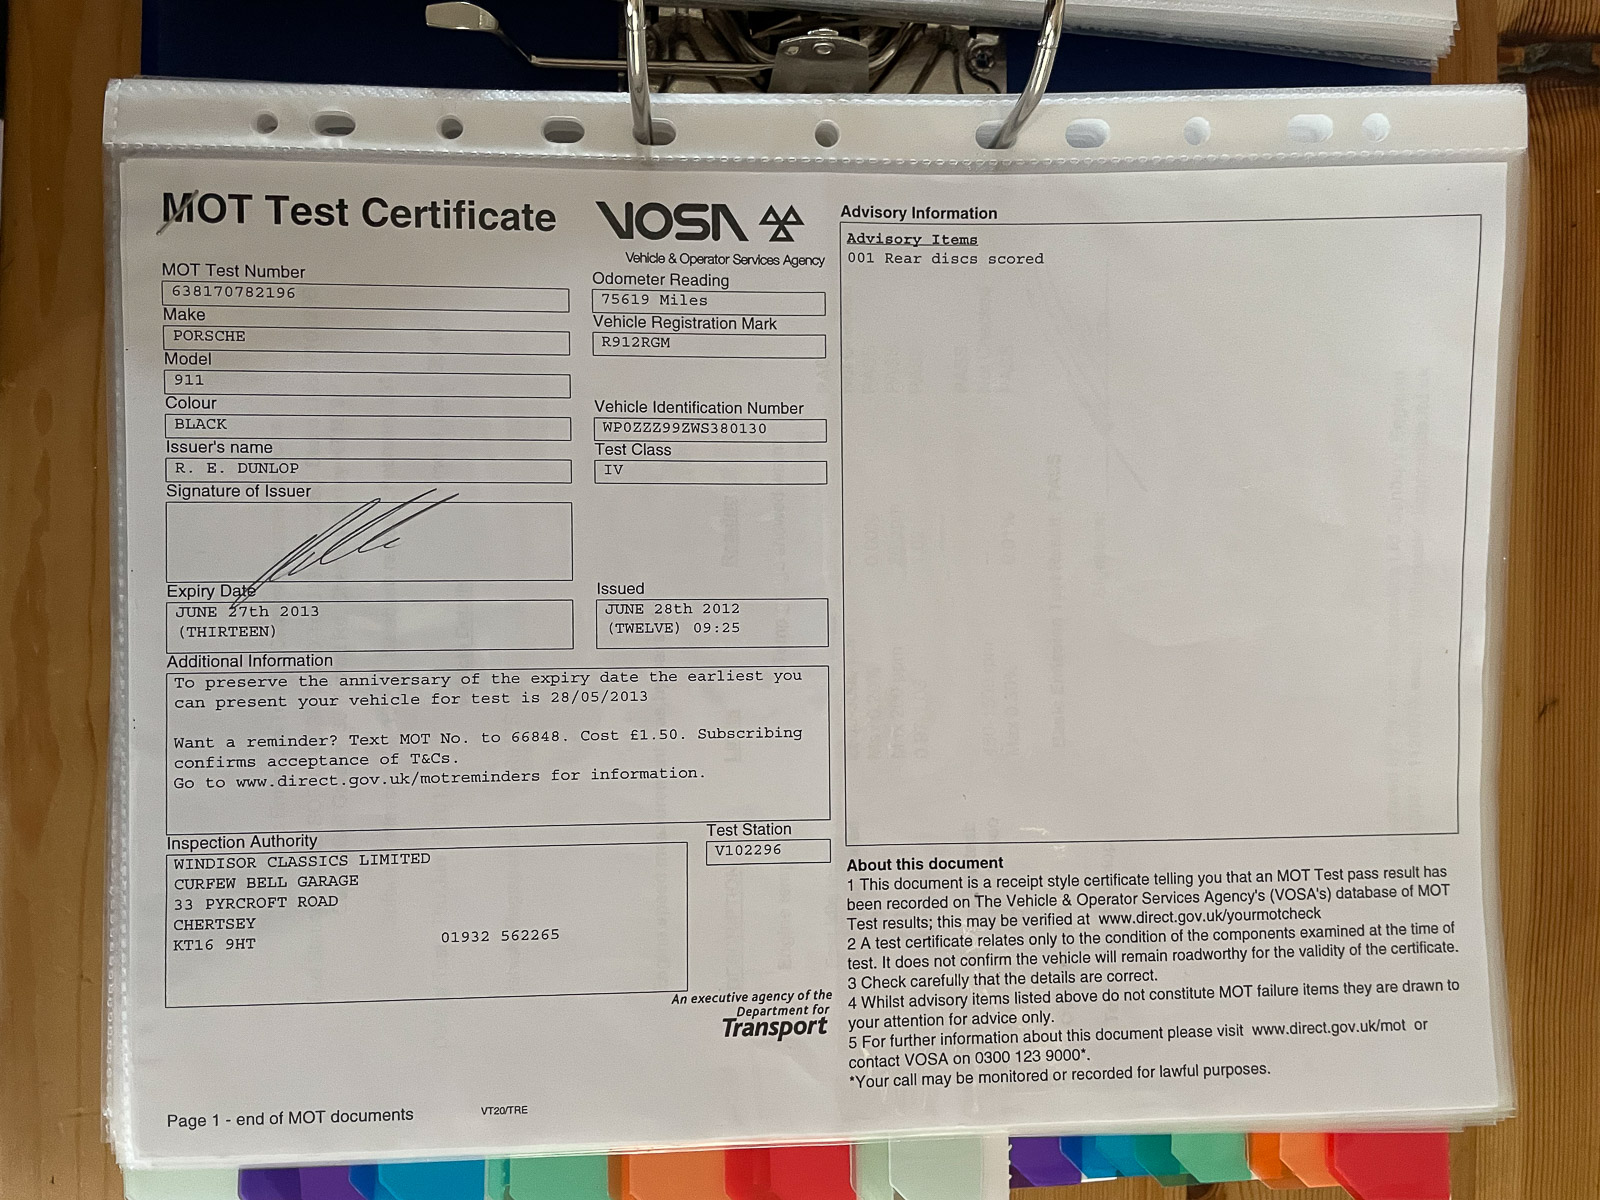 MOT Test Certificate
VOSA
Vehicle & Operator Services Agency
MOT Test Number
638170782196
Make
PORSCHE
Model
911
Colour
BLACK
Issuer's name
R. E. DUNLOP
Signature of Issuer
Expiry Date
JUNE 27th 2013
(THIRTEEN)
Odometer Reading
75619 Miles
Vehicle Registration Mark
R912RGM
Vehicle Identification Number
WP0ZZZ99ZWS380130
Test Class
IV
Issued
JUNE 28th 2012
(TWELVE) 09:25
Additional Information
To preserve the anniversary of the expiry date the earliest you
can present your vehicle for test is 28/05/2013
Want a reminder? Text MOT No. to 66848. Cost £1.50. Subscribing
confirms acceptance of T&Cs.
Go to www.direct.gov.uk/motreminders for information.
Inspection Authority
WINDISOR CLASSICS LIMITED
CURFEW BELL GARAGE
33 PYRCROFT ROAD
CHERTSEY
KT16 9HT 01932 562265
Test Station
V102296
An executive agency of the
Department for
Transport
Page 1 - end of MOT documents
VT20/TRE
Advisory Information
Advisory Items
001 Rear discs scored
About this document
1 This document is a receipt style certificate telling you that an MOT Test pass result has
been recorded on The Vehicle & Operator Services Agency's (VOSA's) database of MOT
Test results; this may be verified at www.direct.gov.uk/yourmotcheck
2 A test certificate relates only to the condition of the components examined at the time of
test. It does not confirm the vehicle will remain roadworthy for the validity of the certificate.
3 Check carefully that the details are correct.
4 Whilst advisory items listed above do not constitute MOT failure items they are drawn to
your attention for advice only.
5 For further information about this document please visit www.direct.gov.uk/mot or
contact VOSA on 0300 123 9000*.
*Your call may be monitored or recorded for lawful purposes.